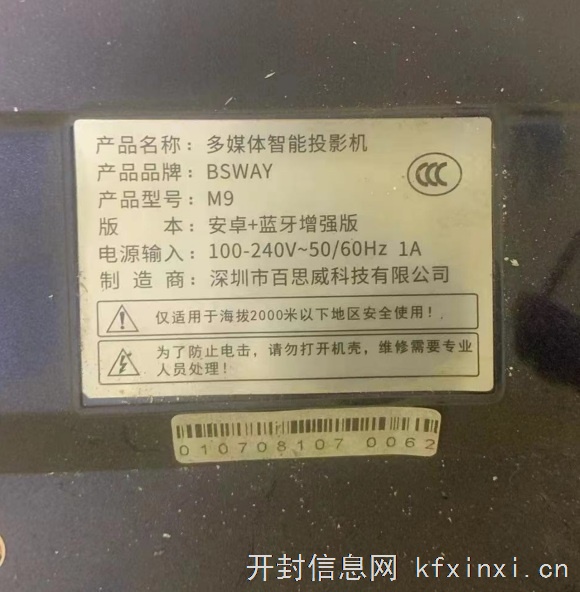 产品名称：多媒体智能投影机
产品品牌：BSWAY
产品型号：M9
版　　本：安卓+蓝牙增强版
电源输入：100-240V~50/60Hz 1A
制 造 商：深圳市百思威科技有限公司
CCC
仅适用于海拔2000米以下地区安全使用！
为了防止电击，请勿打开机壳，维修需要专业
人员处理！
010708107 0062
开封信息网 kfxinxi.cn